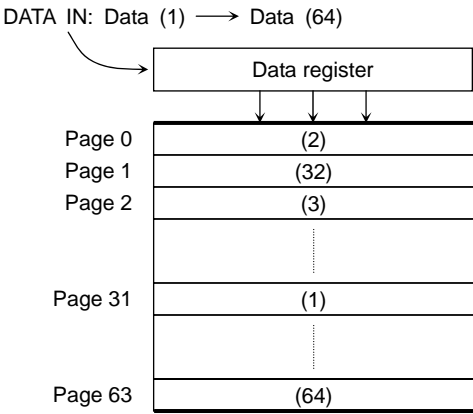 DATA IN: Data (1) ⟶ Data (64)
Data register
Page 0 (2)
Page 1 (32)
Page 2 (3)
Page 31 (1)
Page 63 (64)